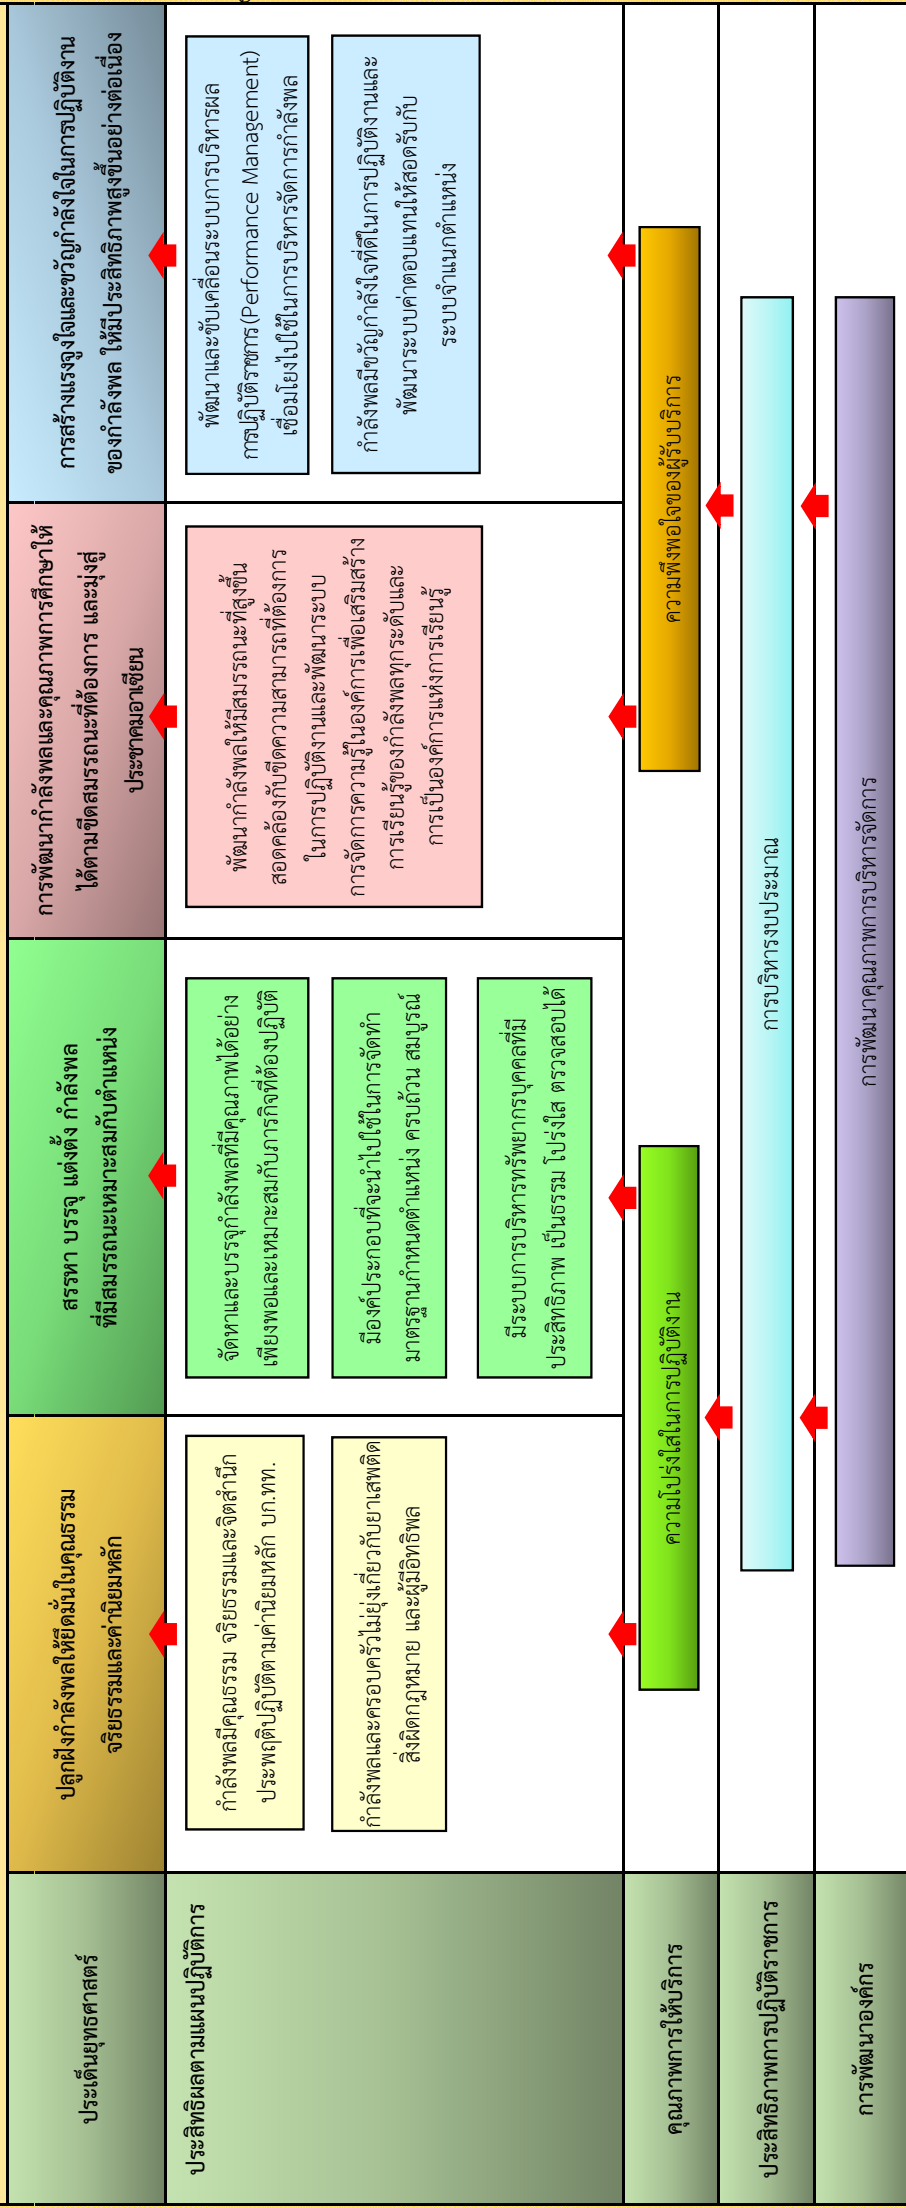 ประเด็นยุทธศาสตร์
ปลูกฝังกำลังพลให้ยึดมั่นในคุณธรรม
จริยธรรมและค่านิยมหลัก
สรรหา บรรจุ แต่งตั้ง กำลังพล
ที่มีสมรรถนะเหมาะสมกับตำแหน่ง
การพัฒนากำลังพลและคุณภาพการศึกษาให้
ได้ตามขีดสมรรถนะที่ต้องการ และมุ่งสู่
ประชาคมอาเซียน
การสร้างแรงจูงใจและขวัญกำลังใจในการปฏิบัติงาน
ของกำลังพล ให้มีประสิทธิภาพสูงขึ้นอย่างต่อเนื่อง
ประสิทธิผลตามแผนปฏิบัติการ
กำลังพลมีคุณธรรม จริยธรรมและจิตสำนึก
ประพฤติปฏิบัติตามค่านิยมหลัก บก.ทท.
กำลังพลและครอบครัวไม่ยุ่งเกี่ยวกับยาเสพติด
สิ่งผิดกฎหมาย และผู้มีอิทธิพล
จัดหาและบรรจุกำลังพลที่มีคุณภาพได้อย่าง
เพียงพอและเหมาะสมกับภารกิจที่ต้องปฏิบัติ
มีองค์ประกอบที่จะนำไปใช้ในการจัดทำ
มาตรฐานกำหนดตำแหน่ง ครบถ้วน สมบูรณ์
มีระบบการบริหารทรัพยากรบุคคลที่มี
ประสิทธิภาพ เป็นธรรม โปร่งใส ตรวจสอบได้
พัฒนากำลังพลให้มีสมรรถนะที่สูงขึ้น
สอดคล้องกับขีดความสามารถที่ต้องการ
ในการปฏิบัติงานและพัฒนาระบบ
การจัดการความรู้ในองค์การเพื่อเสริมสร้าง
การเรียนรู้ของกำลังพลทุกระดับและ
การเป็นองค์การแห่งการเรียนรู้
พัฒนาและขับเคลื่อนระบบการบริหารผล
การปฏิบัติราชการ(Performance Management)
เชื่อมโยงไปใช้ในการบริหารจัดการกำลังพล
กำลังพลมีขวัญกำลังใจที่ดีในการปฏิบัติงานและ
พัฒนาระบบค่าตอบแทนให้สอดรับกับ
ระบบจำแนกตำแหน่ง
คุณภาพการให้บริการ
ความโปร่งใสในการปฏิบัติงาน
ความพึงพอใจของผู้รับบริการ
ประสิทธิภาพการปฏิบัติราชการ
การบริหารงบประมาณ
การพัฒนาองค์กร
การพัฒนาคุณภาพการบริหารจัดการ